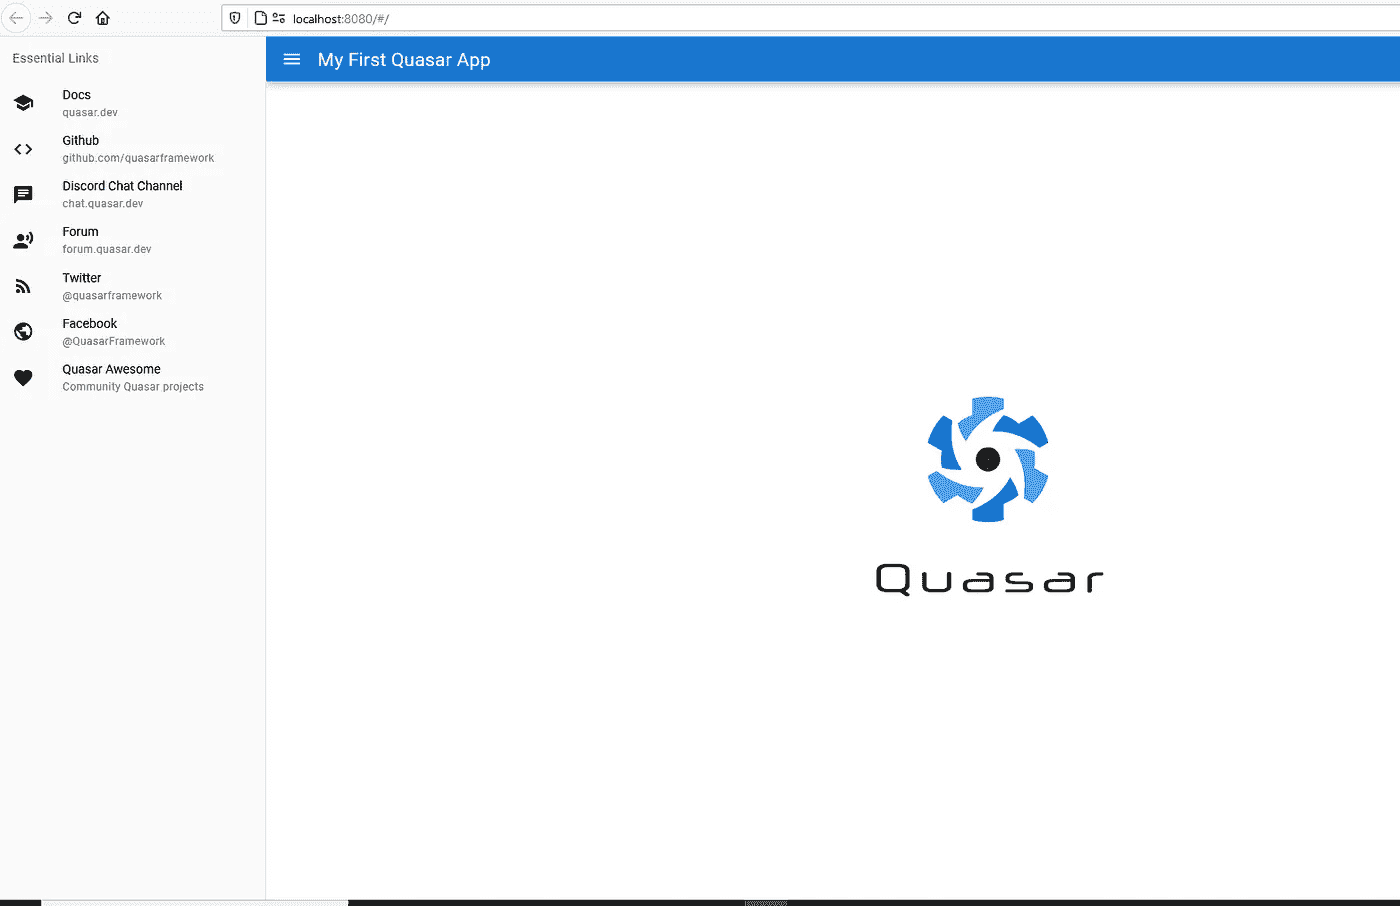 localhost:8080/#/
Essential Links
My First Quasar App
Docs
quasar.dev
Github
github.com/quasarframework
Discord Chat Channel
chat.quasar.dev
Forum
forum.quasar.dev
Twitter
@quasarframework
Facebook
@QuasarFramework
Quasar Awesome
Community Quasar projects
Quasar